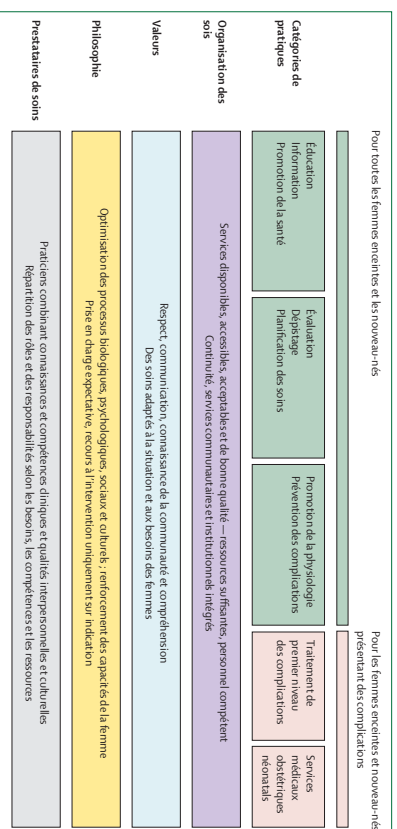 Pour toutes les femmes enceintes et les nouveau-nés
Pour les femmes enceintes et nouveau-nés
présentant des complications
Catégories de
pratiques
Éducation
Information
Promotion de la santé
Évaluation
Dépistage
Planification des soins
Promotion de la physiologie
Prévention des complications
Traitement de
premier niveau
des complications
Services
médicaux
obstétriques
néonatals
Organisation des
sois
Services disponibles, accessibles, acceptables et de bonne qualité — ressources suffisantes, personnel compétent
Continuité, services communautaires et institutionnels intégrés
Valeurs
Respect, communication, connaissance de la communauté et compréhension
Des soins adaptés à la situation et aux besoins des femmes
Philosophie
Optimisation des processus biologiques, psychologiques, sociaux et culturels ; renforcement des capacités de la femme
Prise en charge expectative, recours à l'intervention uniquement sur indication
Prestataires de soins
Praticiens combinant connaissances et compétences cliniques et qualités interpersonnelles et culturelles
Répartition des rôles et des responsabilités selon les besoins, les compétences et les ressources